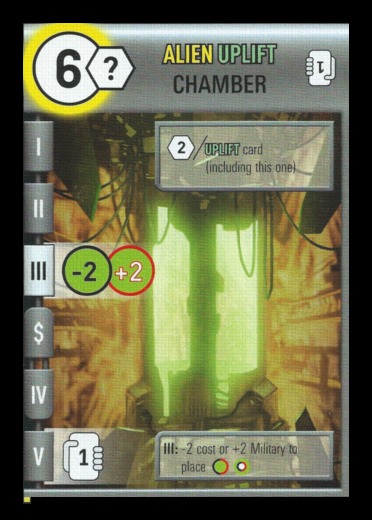 6 ? ALIEN UPLIFT
CHAMBER
1
I
2 / UPLIFT card
(including this one)
II
III -2 +2
$
IV
V 1
III: -2 cost or +2 Military to
place